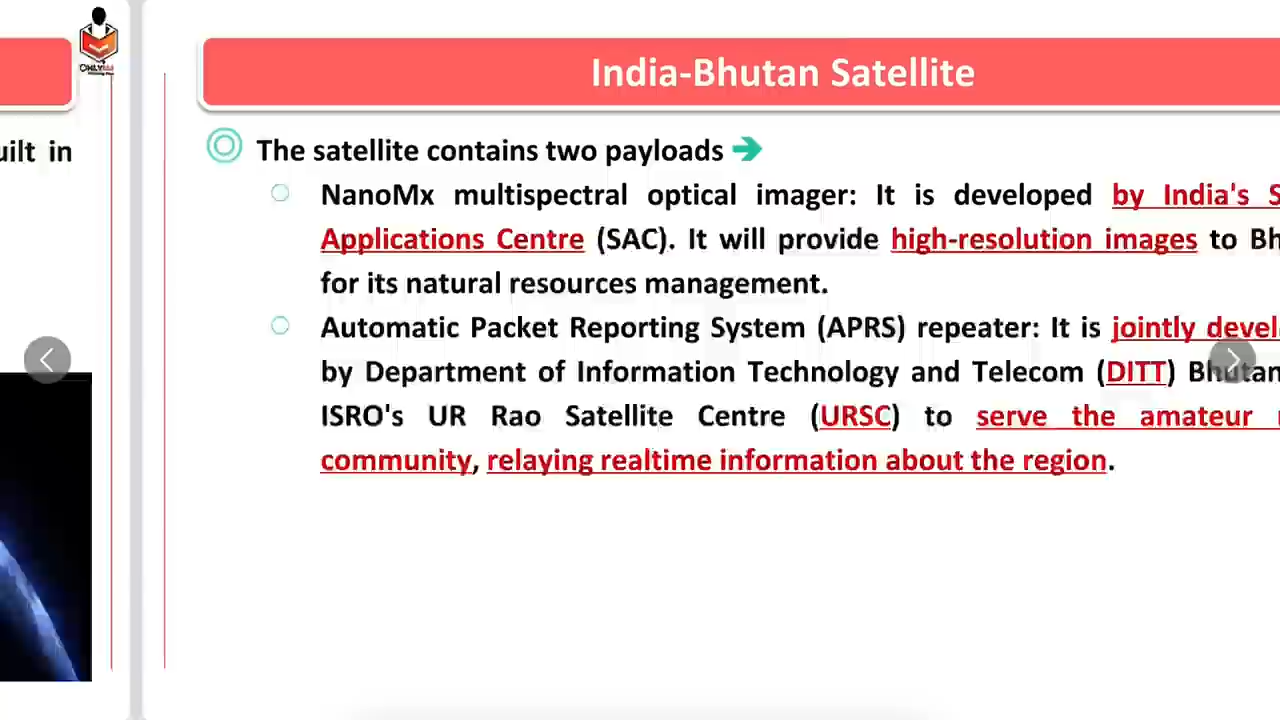 India-Bhutan Satellite
uilt in
The satellite contains two payloads
NanoMx multispectral optical imager: It is developed by India's S
Applications Centre (SAC). It will provide high-resolution images to Bh
for its natural resources management.
Automatic Packet Reporting System (APRS) repeater: It is jointly devel
by Department of Information Technology and Telecom (DITT) Bhutan
ISRO's UR Rao Satellite Centre (URSC) to serve the amateur
community, relaying realtime information about the region.